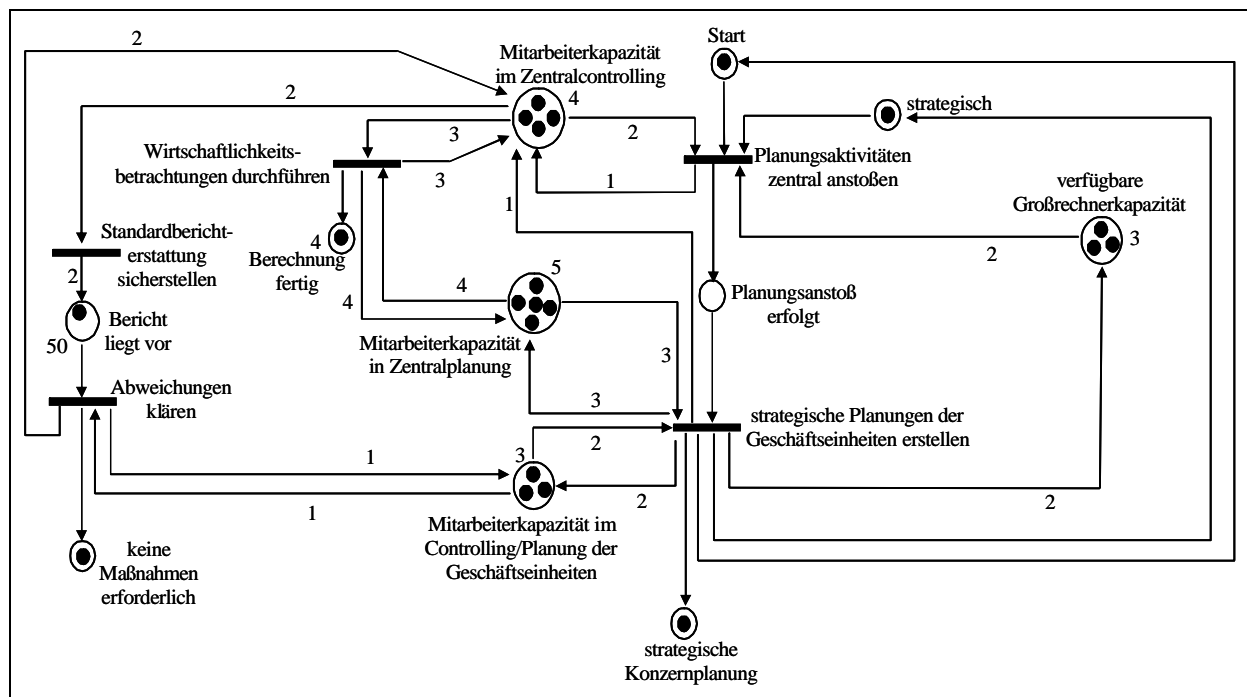 2
Mitarbeiterkapazität
im Zentralcontrolling
Start
2
4
strategisch
3
2
Wirtschaftlichkeits-
betrachtungen durchführen
3
Planungsaktivitäten
zentral anstoßen
1
1
verfügbare
Großrechnerkapazität
Standardbericht-
erstattung
sicherstellen
4
Berechnung
fertig
2
3
2
5
4
4
Planungsanstoß
erfolgt
Bericht
liegt vor
50
Mitarbeiterkapazität
in Zentralplanung
3
Abweichungen
klären
3
strategische Planungen der
Geschäftseinheiten erstellen
1
3
2
2
2
1
Mitarbeiterkapazität im
Controlling/Planung der
Geschäftseinheiten
keine
Maßnahmen
erforderlich
strategische
Konzernplanung